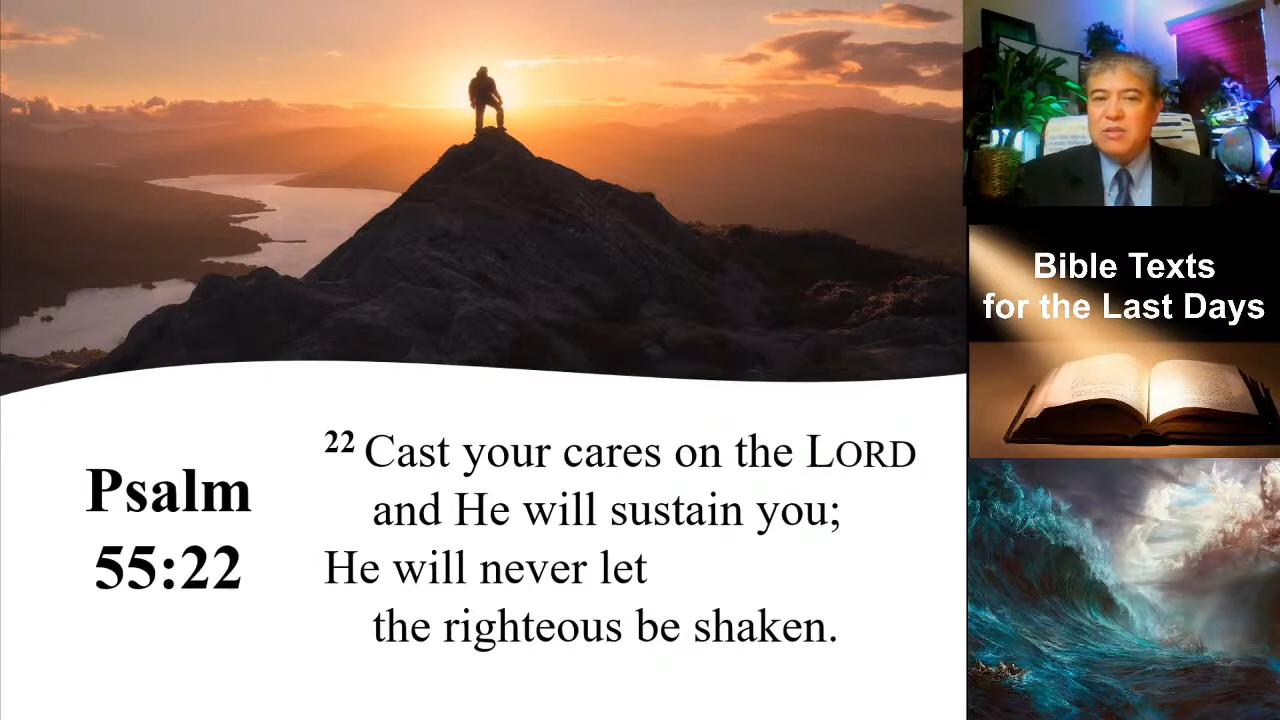 Psalm
55:22
22 Cast your cares on the LORD
and He will sustain you;
He will never let
the righteous be shaken.
Bible Texts
for the Last Days